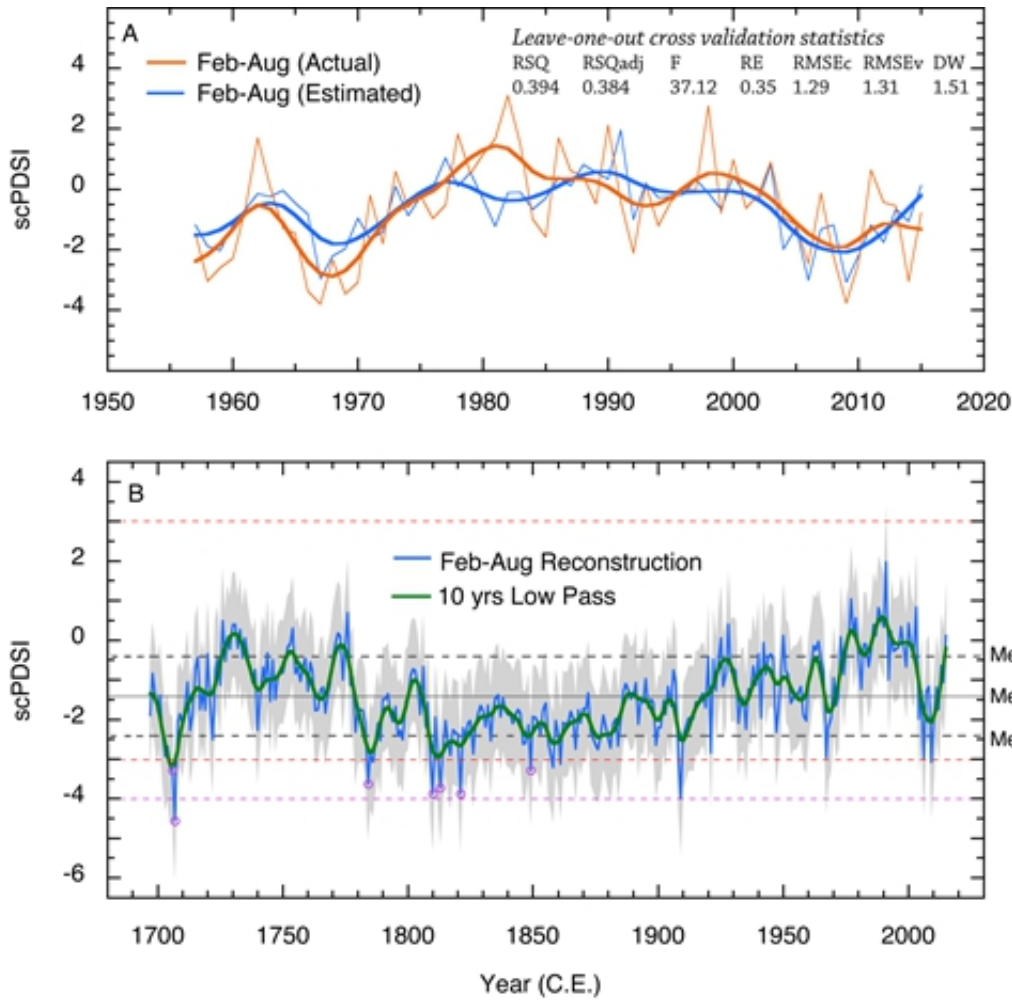 A
Leave-one-out cross validation statistics
RSQ RSQadj F RE RMSEc RMSEv DW
0.394 0.384 37.12 0.35 1.29 1.31 1.51
Feb-Aug (Actual)
Feb-Aug (Estimated)
4
2
0
-2
-4
scPDSI
1950 1960 1970 1980 1990 2000 2010 2020
B
Feb-Aug Reconstruction
10 yrs Low Pass
4
2
0
-2
-4
-6
scPDSI
Me
Me
Me
1700 1750 1800 1850 1900 1950 2000
Year (C.E.)